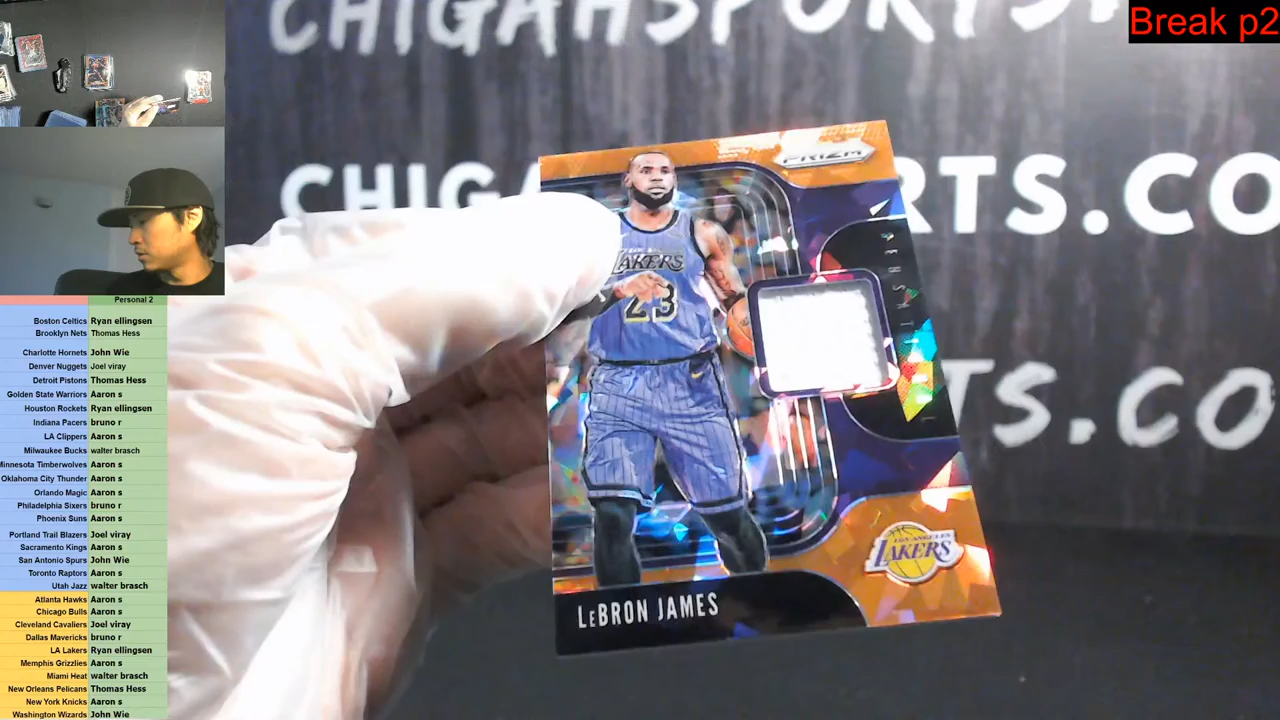 Break p2
CHIGAHSPORTS
CHIGA
RTS.CO
TS.CO
PRIZM
LAKERS
23
LOS ANGELES
LAKERS
LeBRON JAMES
Personal 2
Boston Celtics Ryan ellingsen
Brooklyn Nets Thomas Hess
Charlotte Hornets John Wie
Denver Nuggets Joel viray
Detroit Pistons Thomas Hess
Golden State Warriors Aaron s
Houston Rockets Ryan ellingsen
Indiana Pacers bruno r
LA Clippers Aaron s
Milwaukee Bucks walter brasch
Minnesota Timberwolves Aaron s
Oklahoma City Thunder Aaron s
Orlando Magic Aaron s
Philadelphia Sixers bruno r
Phoenix Suns Aaron s
Portland Trail Blazers Joel viray
Sacramento Kings Aaron s
San Antonio Spurs John Wie
Toronto Raptors Aaron s
Utah Jazz walter brasch
Atlanta Hawks Aaron s
Chicago Bulls Aaron s
Cleveland Cavaliers Joel viray
Dallas Mavericks bruno r
LA Lakers Ryan ellingsen
Memphis Grizzlies Aaron s
Miami Heat walter brasch
New Orleans Pelicans Thomas Hess
New York Knicks Aaron s
Washington Wizards John Wie